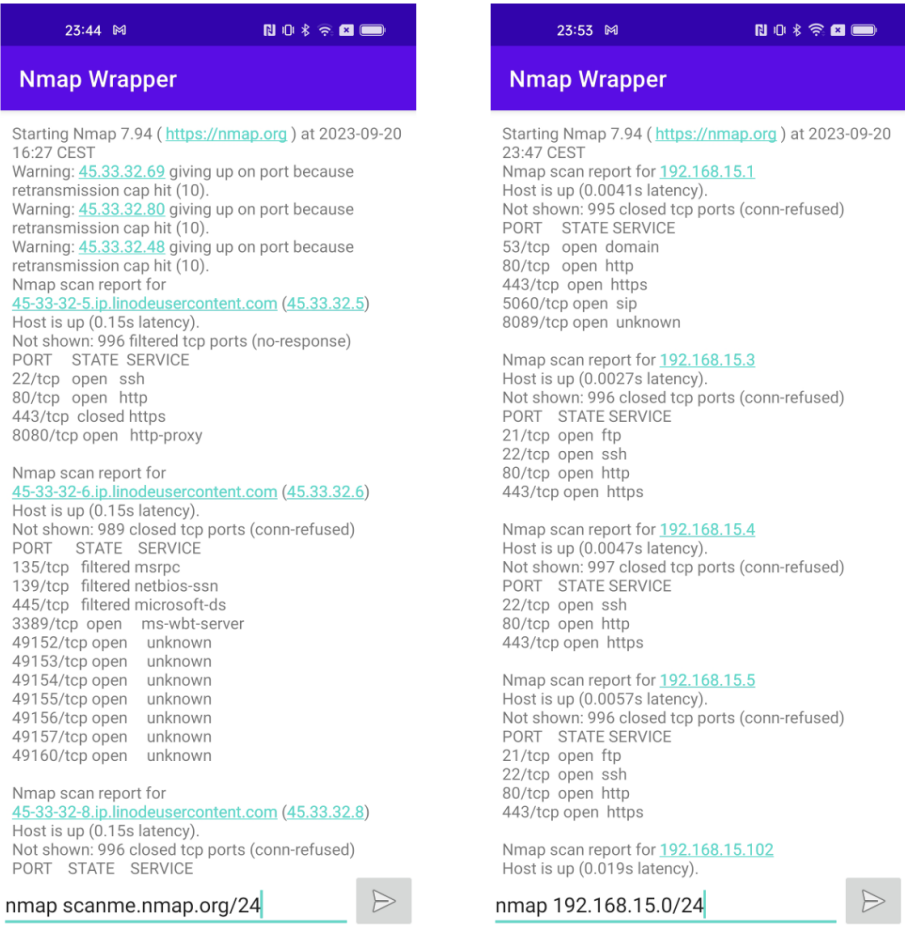 23:44
Nmap Wrapper
Starting Nmap 7.94 ( https://nmap.org ) at 2023-09-20
16:27 CEST
Warning: 45.33.32.69 giving up on port because
retransmission cap hit (10).
Warning: 45.33.32.80 giving up on port because
retransmission cap hit (10).
Warning: 45.33.32.48 giving up on port because
retransmission cap hit (10).
Nmap scan report for
45-33-32-5.ip.linodeusercontent.com (45.33.32.5)
Host is up (0.15s latency).
Not shown: 996 filtered tcp ports (no-response)
PORT STATE SERVICE
22/tcp open ssh
80/tcp open http
443/tcp closed https
8080/tcp open http-proxy
Nmap scan report for
45-33-32-6.ip.linodeusercontent.com (45.33.32.6)
Host is up (0.15s latency).
Not shown: 989 closed tcp ports (conn-refused)
PORT STATE SERVICE
135/tcp filtered msrpc
139/tcp filtered netbios-ssn
445/tcp filtered microsoft-ds
3389/tcp open ms-wbt-server
49152/tcp open unknown
49153/tcp open unknown
49154/tcp open unknown
49155/tcp open unknown
49156/tcp open unknown
49157/tcp open unknown
49160/tcp open unknown
Nmap scan report for
45-33-32-8.ip.linodeusercontent.com (45.33.32.8)
Host is up (0.15s latency).
Not shown: 996 closed tcp ports (conn-refused)
PORT STATE SERVICE
nmap scanme.nmap.org/24
23:53
Nmap Wrapper
Starting Nmap 7.94 ( https://nmap.org ) at 2023-09-20
23:47 CEST
Nmap scan report for 192.168.15.1
Host is up (0.0041s latency).
Not shown: 995 closed tcp ports (conn-refused)
PORT STATE SERVICE
53/tcp open domain
80/tcp open http
443/tcp open https
5060/tcp open sip
8089/tcp open unknown
Nmap scan report for 192.168.15.3
Host is up (0.0027s latency).
Not shown: 996 closed tcp ports (conn-refused)
PORT STATE SERVICE
21/tcp open ftp
22/tcp open ssh
80/tcp open http
443/tcp open https
Nmap scan report for 192.168.15.4
Host is up (0.0047s latency).
Not shown: 997 closed tcp ports (conn-refused)
PORT STATE SERVICE
22/tcp open ssh
80/tcp open http
443/tcp open https
Nmap scan report for 192.168.15.5
Host is up (0.0057s latency).
Not shown: 996 closed tcp ports (conn-refused)
PORT STATE SERVICE
21/tcp open ftp
22/tcp open ssh
80/tcp open http
443/tcp open https
Nmap scan report for 192.168.15.102
Host is up (0.019s latency).
nmap 192.168.15.0/24